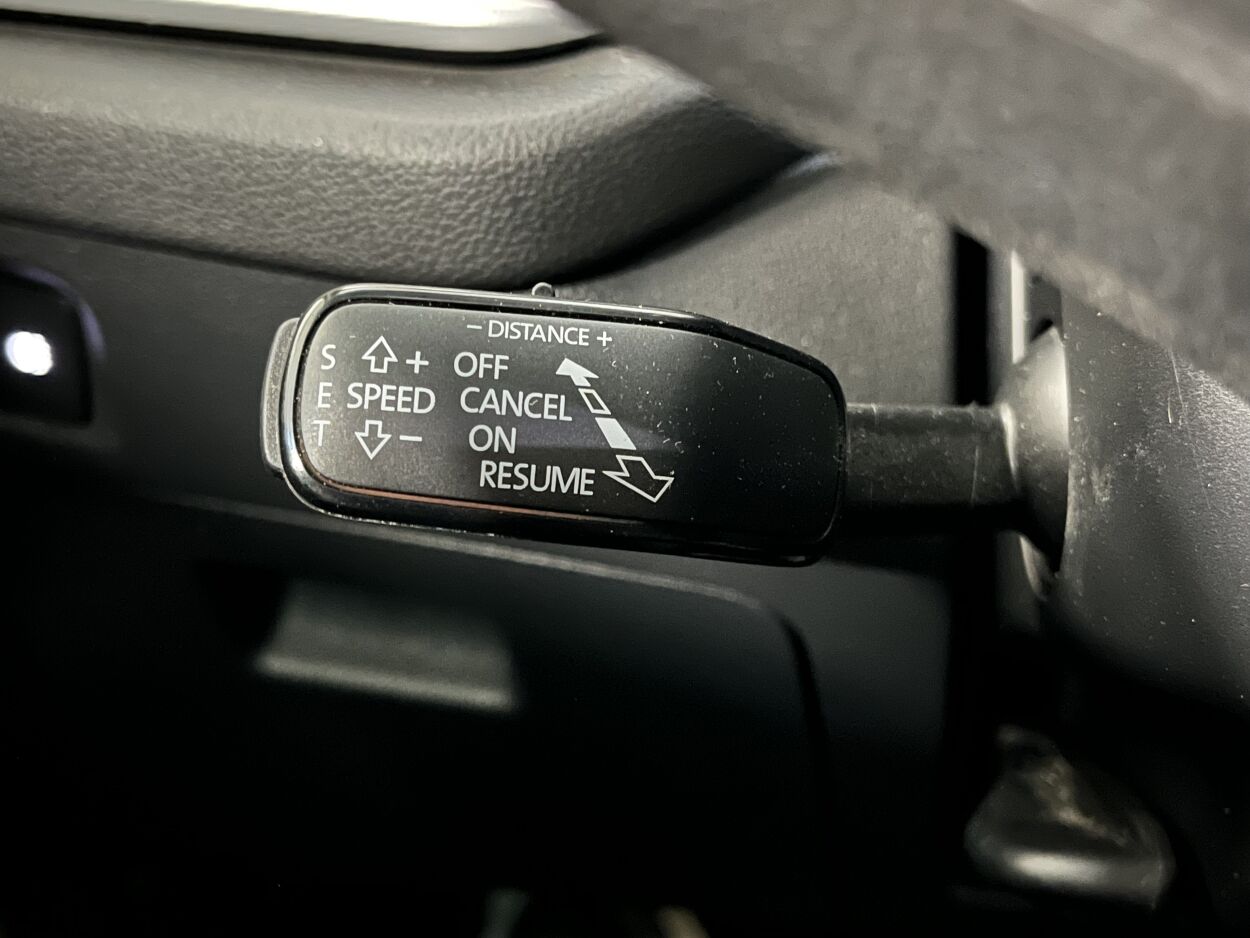 - DISTANCE +
S + OFF
E SPEED CANCEL
T - ON
RESUME